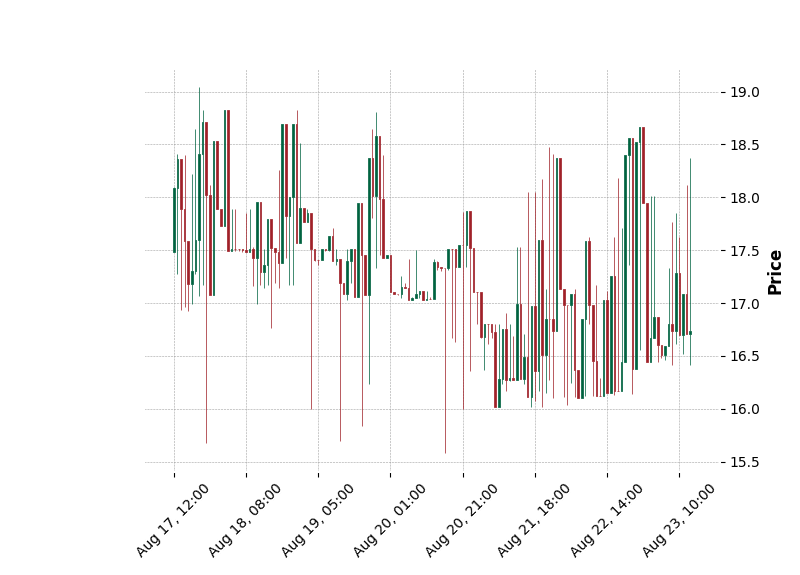 19.0
18.5
18.0
17.5
17.0
16.5
16.0
15.5
Price
Aug 17, 12:00
Aug 18, 08:00
Aug 19, 05:00
Aug 20, 01:00
Aug 20, 21:00
Aug 21, 18:00
Aug 22, 14:00
Aug 23, 10:00